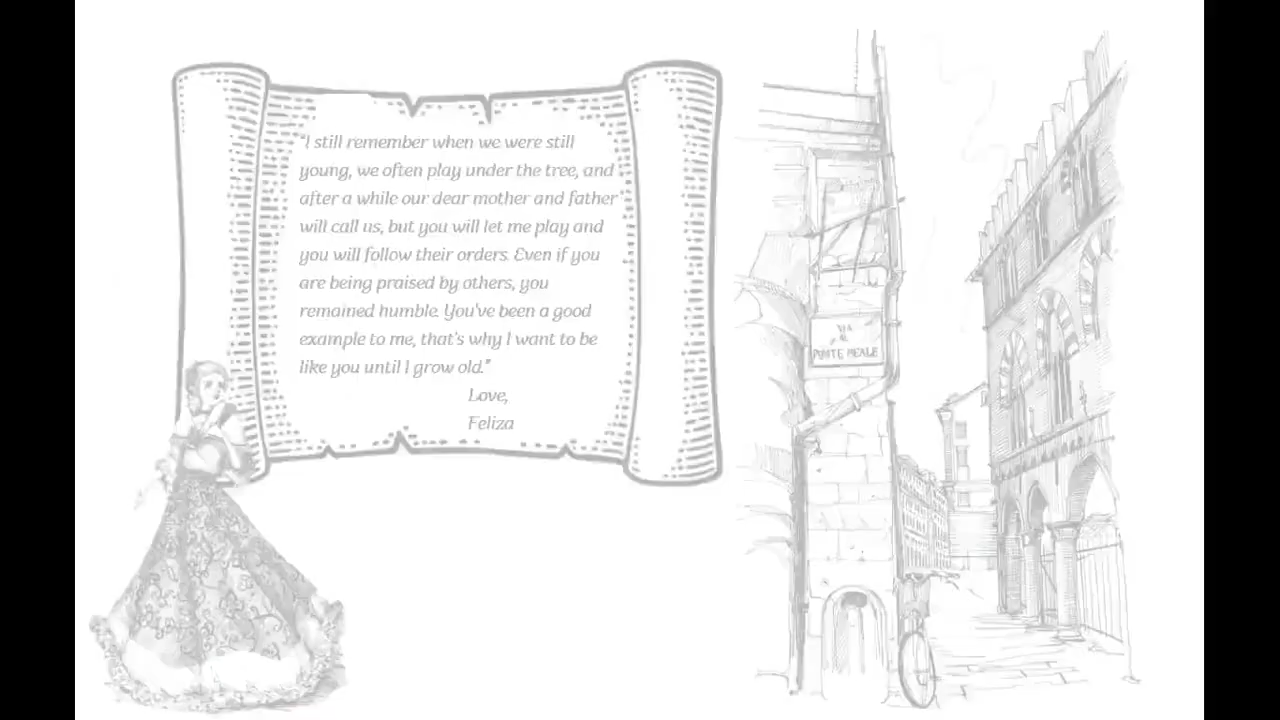 "I still remember when we were still
young, we often play under the tree, and
after a while our dear mother and father
will call us, but you will let me play and
you will follow their orders. Even if you
are being praised by others, you
remained humble. You've been a good
example to me, that's why I want to be
like you until I grow old."
Love,
Feliza
VIA
AL
PONTE REALE